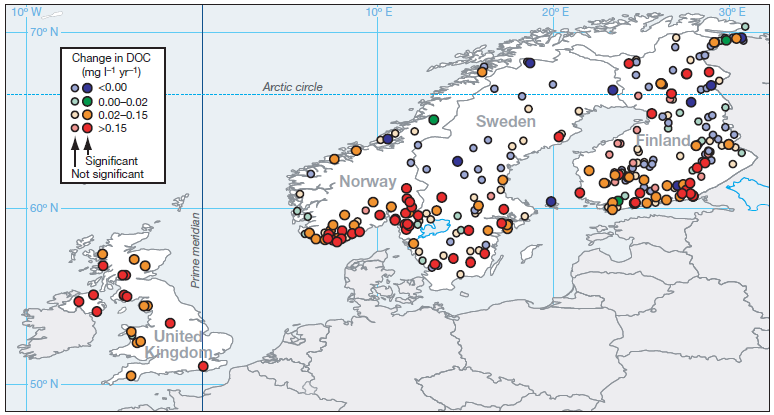 10° W
10° E
20° E
30° E
70° N
Change in DOC
(mg l–1 yr–1)
<0.00
0.00–0.02
0.02–0.15
>0.15
Significant
Not significant
Arctic circle
Sweden
Finland
Norway
60° N
Prime meridian
United
Kingdom
50° N